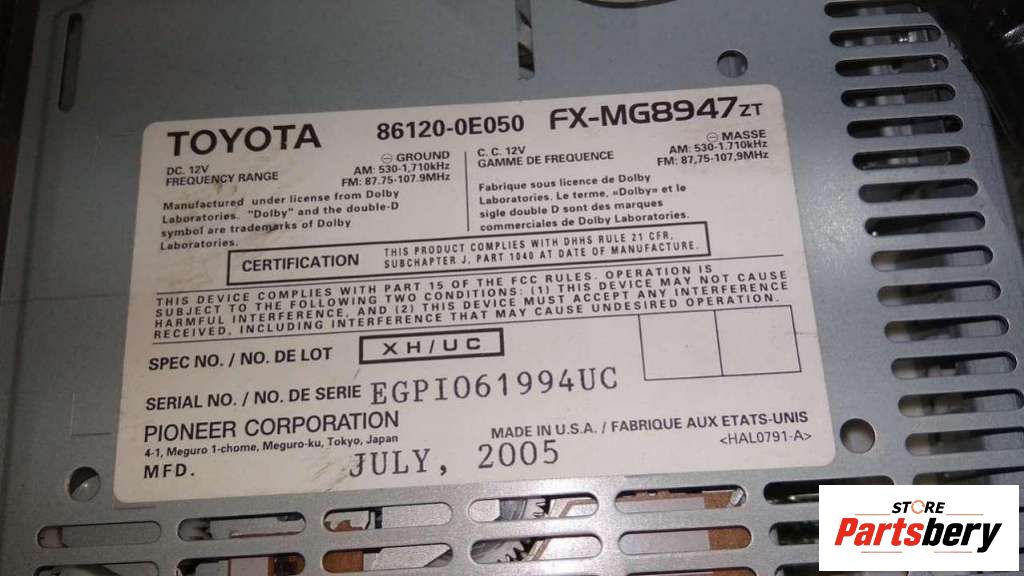 TOYOTA 86120-0E050 FX-MG8947ZT
DC. 12V ⊖ GROUND
FREQUENCY RANGE AM: 530-1,710kHz
FM: 87.75-107.9MHz
Manufactured under license from Dolby
Laboratories. "Dolby" and the double-D
symbol are trademarks of Dolby
Laboratories.
C. C. 12V ⊖ MASSE
GAMME DE FREQUENCE AM: 530-1.710kHz
FM: 87,75-107,9MHz
Fabrique sous licence de Dolby
Laboratories. Le terme, «Dolby» et le
sigle double D sont des marques
commerciales de Dolby Laboratories.
CERTIFICATION
THIS PRODUCT COMPLIES WITH DHHS RULE 21 CFR,
SUBCHAPTER J, PART 1040 AT DATE OF MANUFACTURE.
THIS DEVICE COMPLIES WITH PART 15 OF THE FCC RULES. OPERATION IS
SUBJECT TO THE FOLLOWING TWO CONDITIONS: (1) THIS DEVICE MAY NOT CAUSE
HARMFUL INTERFERENCE, AND (2) THIS DEVICE MUST ACCEPT ANY INTERFERENCE
RECEIVED, INCLUDING INTERFERENCE THAT MAY CAUSE UNDESIRED OPERATION.
SPEC NO. / NO. DE LOT XH/UC
SERIAL NO. / NO. DE SERIE EGPI061994UC
PIONEER CORPORATION
4-1, Meguro 1-chome, Meguro-ku, Tokyo, Japan
MADE IN U.S.A. / FABRIQUE AUX ETATS-UNIS
<HAL0791-A>
MFD. JULY, 2005
STORE
Partsbery